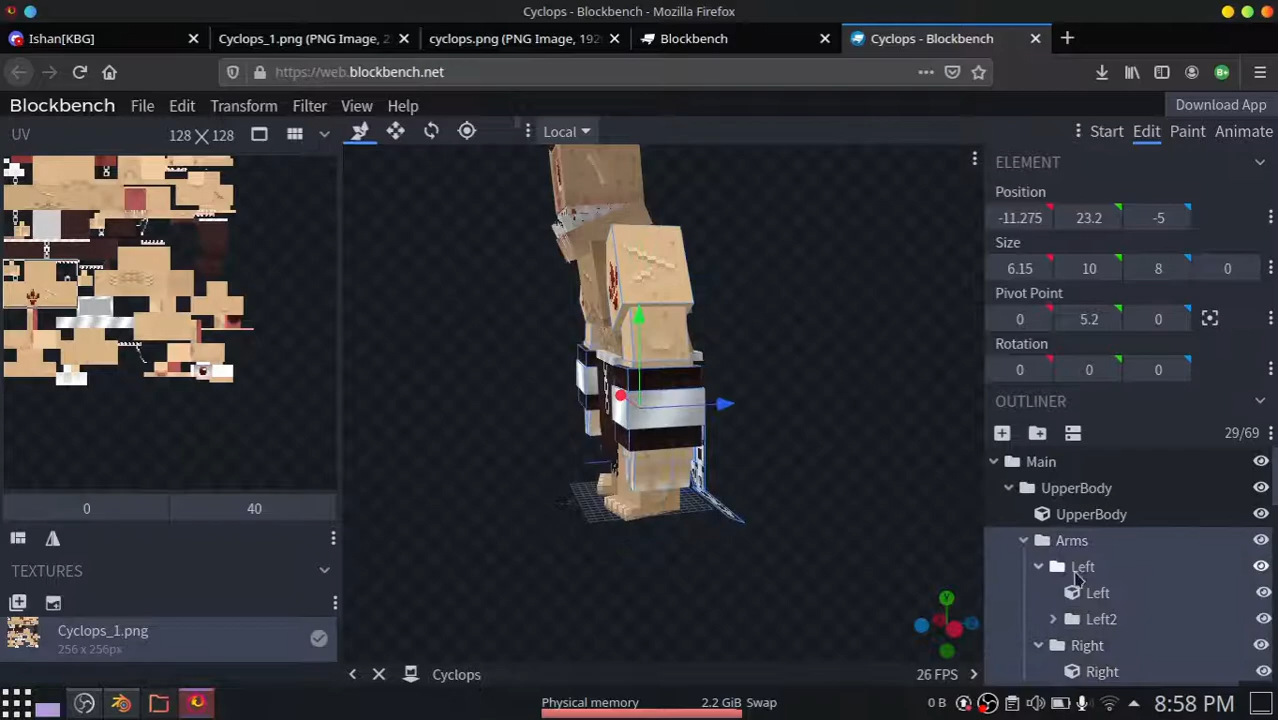 Cyclops - Blockbench - Mozilla Firefox
Ishan[KBG]
Cyclops_1.png (PNG Image, 2
cyclops.png (PNG Image, 192
Blockbench
Cyclops - Blockbench
https://web.blockbench.net
Blockbench File Edit Transform Filter View Help Download App
UV 128 128 Local Start Edit Paint Animate
ELEMENT
Position
-11.275 23.2 -5
Size
6.15 10 8 0
Pivot Point
0 5.2 0
Rotation
0 0 0
OUTLINER
29/69
Main
UpperBody
UpperBody
Arms
Left
Left
Left2
Right
Right
0 40
TEXTURES
Cyclops_1.png
256 x 256px
Cyclops 26 FPS
Physical memory 2.2 GiB Swap 0 B 8:58 PM